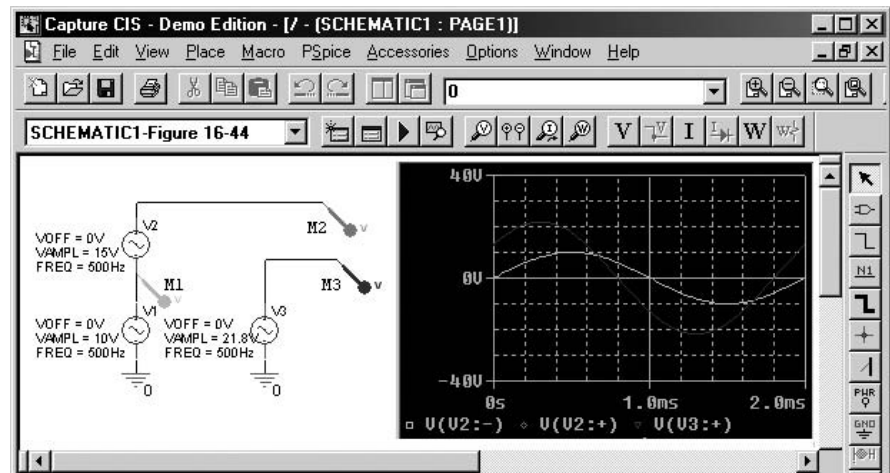 Capture CIS - Demo Edition - [/ - (SCHEMATIC1 : PAGE1)]
File Edit View Place Macro PSpice Accessories Options Window Help
0
SCHEMATIC1-Figure 16-44
V I W
V2
VOFF = 0V
VAMPL = 15V
FREQ = 500Hz
M2
V
M1
V
M3
V
V1
VOFF = 0V
VAMPL = 10V
FREQ = 500Hz
V3
VOFF = 0V
VAMPL = 21.8V
FREQ = 500Hz
0
0
40V
0V
-40V
0s 1.0ms 2.0ms
V(V2:-) V(V2:+) V(V3:+)
N1
PWR
GND